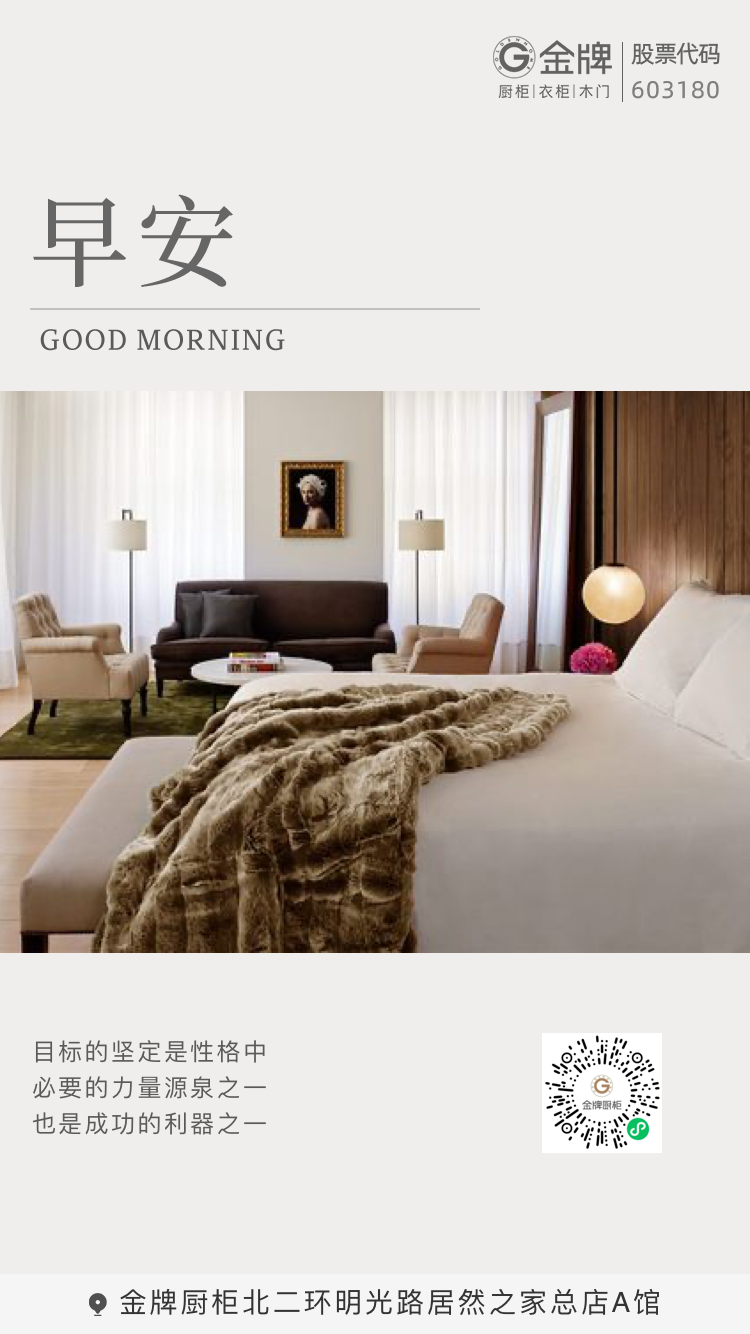 金牌
厨柜|衣柜|木门
股票代码
603180
早安
GOOD MORNING
目标的坚定是性格中
必要的力量源泉之一
也是成功的利器之一
金牌厨柜
金牌厨柜北二环明光路居然之家总店A馆